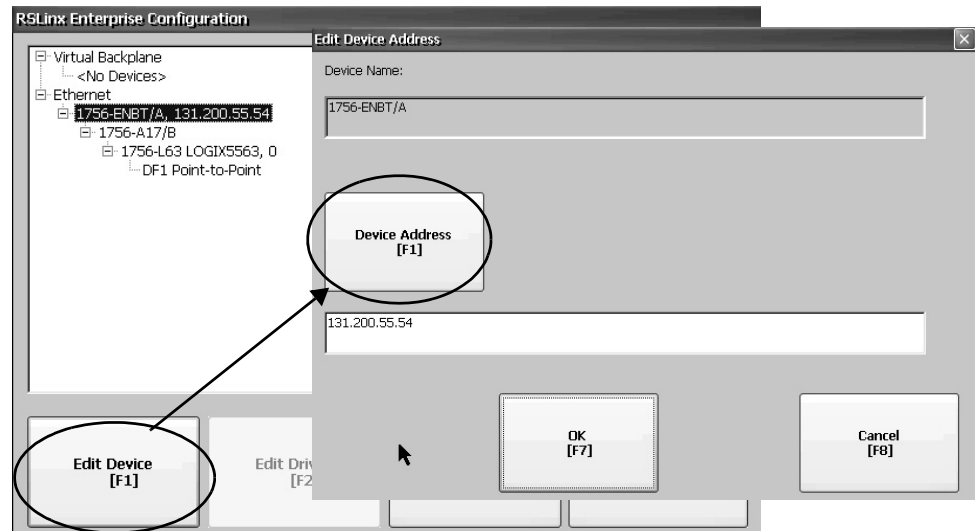 RSLinx Enterprise Configuration
Virtual Backplane
<No Devices>
Ethernet
1756-ENBT/A, 131.200.55.54
1756-A17/B
1756-L63 LOGIX5563, 0
DF1 Point-to-Point
Edit Device
[F1]
Edit Driv
[F2
Edit Device Address
Device Name:
1756-ENBT/A
Device Address
[F1]
131.200.55.54
OK
[F7]
Cancel
[F8]